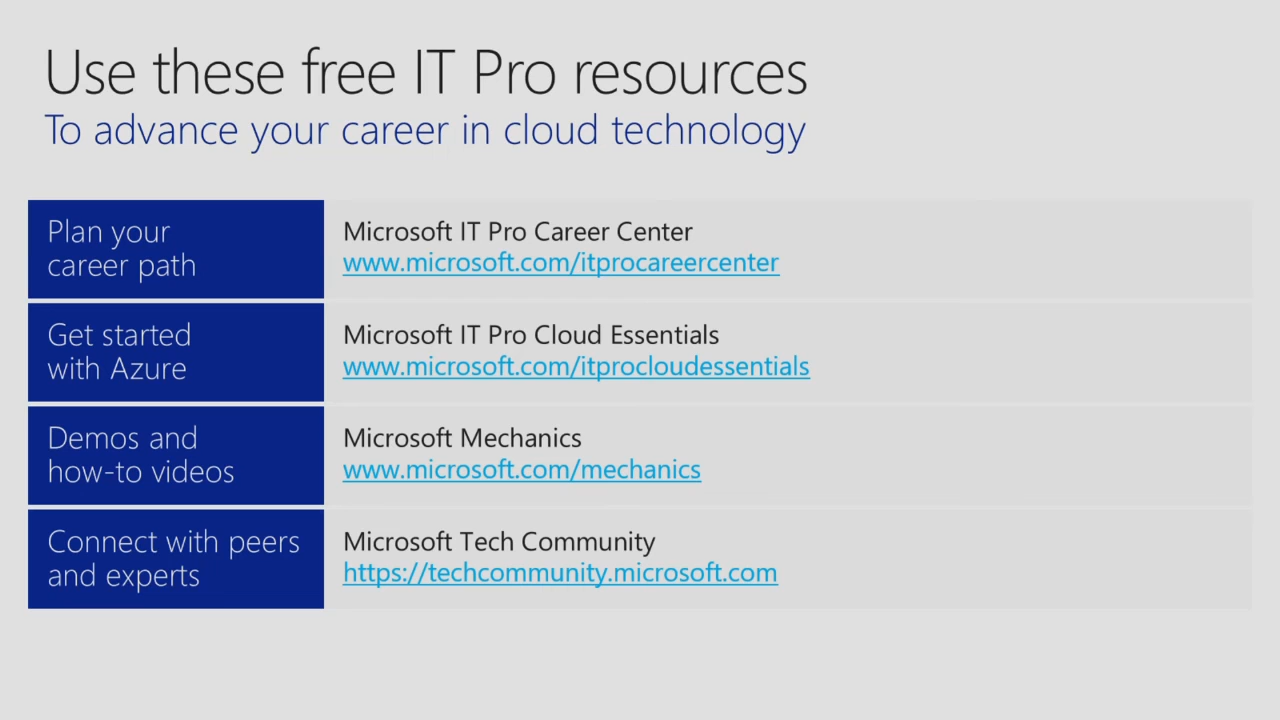 Use these free IT Pro resources
To advance your career in cloud technology
Plan your
career path
Microsoft IT Pro Career Center
www.microsoft.com/itprocareercenter
Get started
with Azure
Microsoft IT Pro Cloud Essentials
www.microsoft.com/itprocloudessentials
Demos and
how-to videos
Microsoft Mechanics
www.microsoft.com/mechanics
Connect with peers
and experts
Microsoft Tech Community
https://techcommunity.microsoft.com